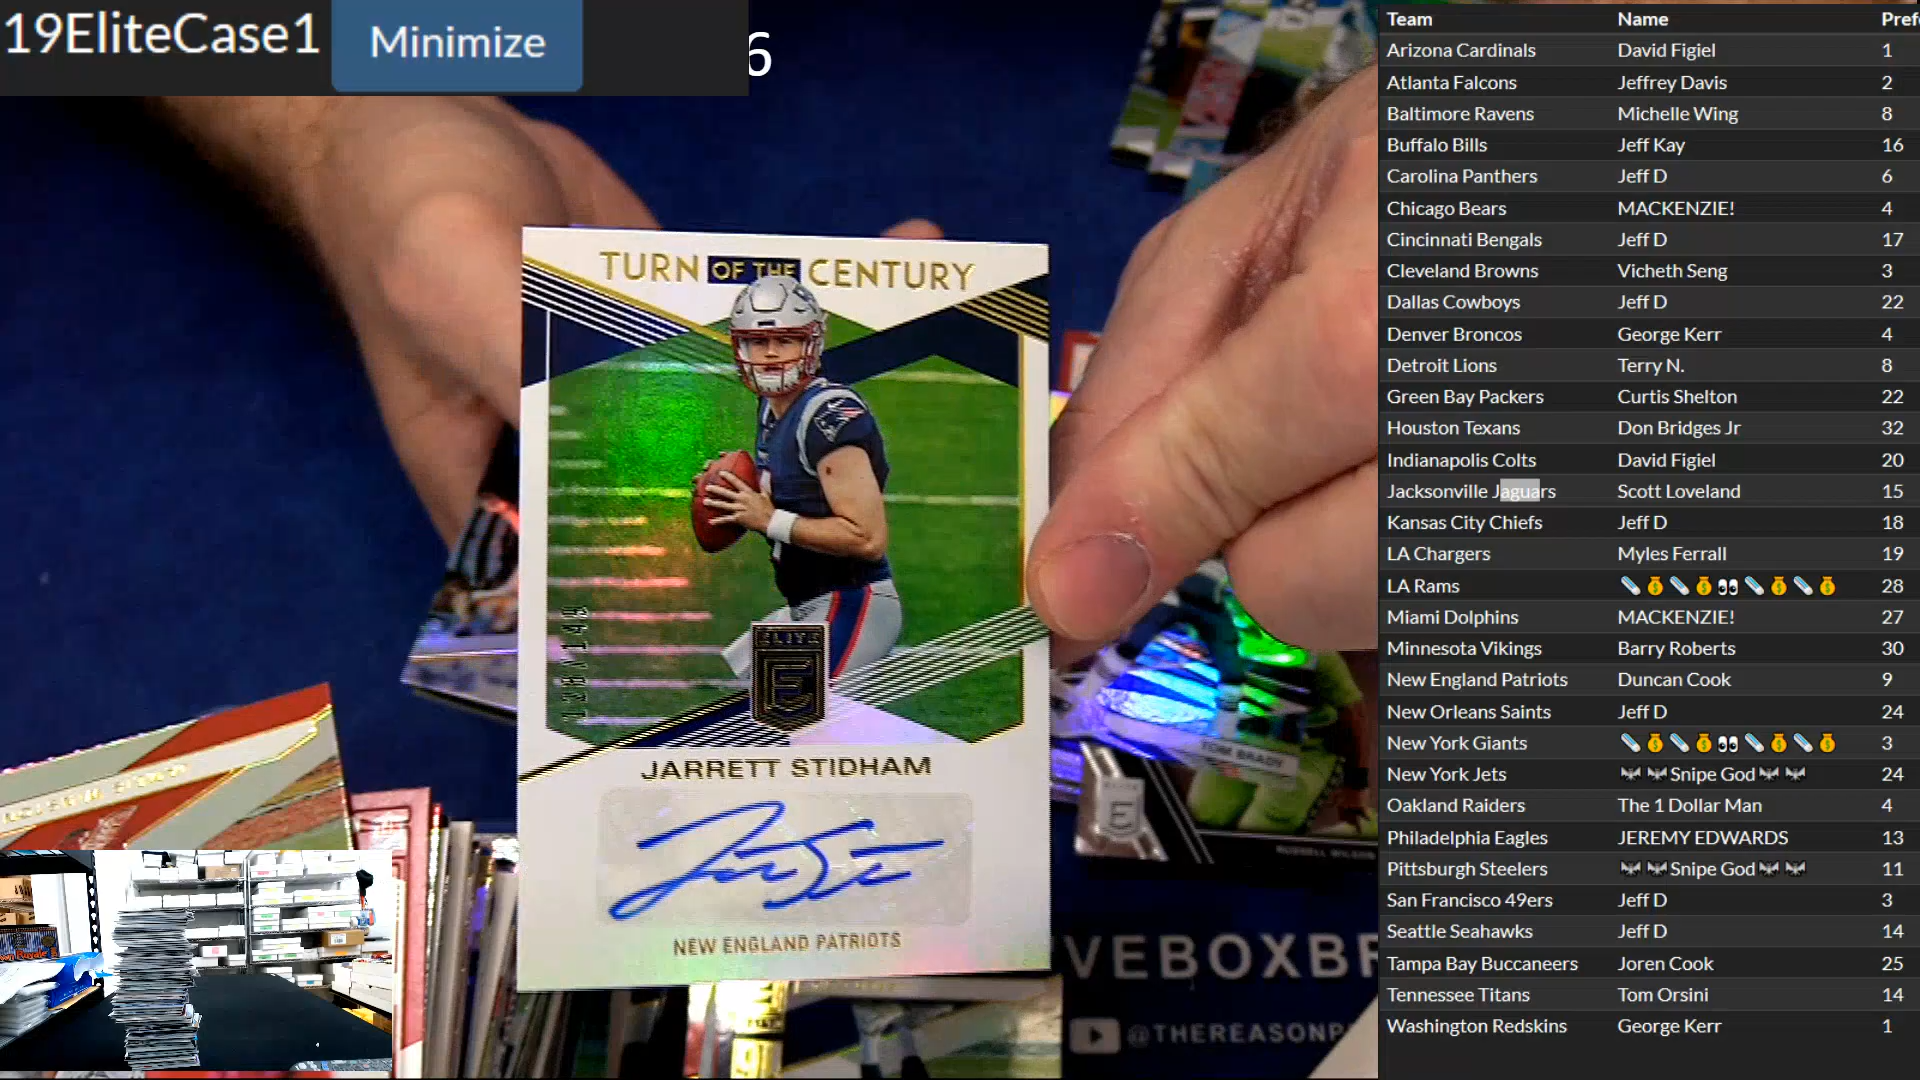 19EliteCase1 Minimize 6
TURN OF THE CENTURY
ELITE
E
JARRETT STIDHAM
NEW ENGLAND PATRIOTS
TOM BRADY
E
RUSSELL WILSON
VEBOXBR
@THEREASONP
Team Name Pref
Arizona Cardinals David Figiel 1
Atlanta Falcons Jeffrey Davis 2
Baltimore Ravens Michelle Wing 8
Buffalo Bills Jeff Kay 16
Carolina Panthers Jeff D 6
Chicago Bears MACKENZIE! 4
Cincinnati Bengals Jeff D 17
Cleveland Browns Vicheth Seng 3
Dallas Cowboys Jeff D 22
Denver Broncos George Kerr 4
Detroit Lions Terry N. 8
Green Bay Packers Curtis Shelton 22
Houston Texans Don Bridges Jr 32
Indianapolis Colts David Figiel 20
Jacksonville Jaguars Scott Loveland 15
Kansas City Chiefs Jeff D 18
LA Chargers Myles Ferrall 19
LA Rams 28
Miami Dolphins MACKENZIE! 27
Minnesota Vikings Barry Roberts 30
New England Patriots Duncan Cook 9
New Orleans Saints Jeff D 24
New York Giants 3
New York Jets Snipe God 24
Oakland Raiders The 1 Dollar Man 4
Philadelphia Eagles JEREMY EDWARDS 13
Pittsburgh Steelers Snipe God 11
San Francisco 49ers Jeff D 3
Seattle Seahawks Jeff D 14
Tampa Bay Buccaneers Joren Cook 25
Tennessee Titans Tom Orsini 14
Washington Redskins George Kerr 1